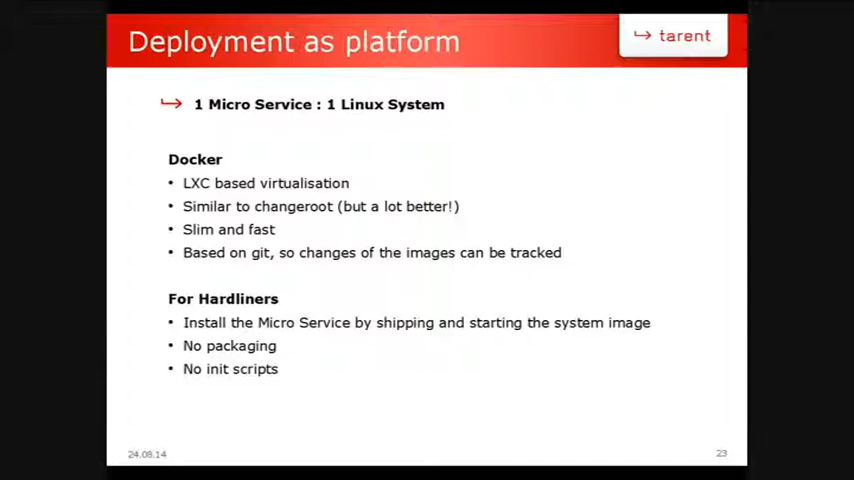 Deployment as platform
tarent
1 Micro Service : 1 Linux System
Docker
• LXC based virtualisation
• Similar to changeroot (but a lot better!)
• Slim and fast
• Based on git, so changes of the images can be tracked
For Hardliners
• Install the Micro Service by shipping and starting the system image
• No packaging
• No init scripts
24.08.14
23